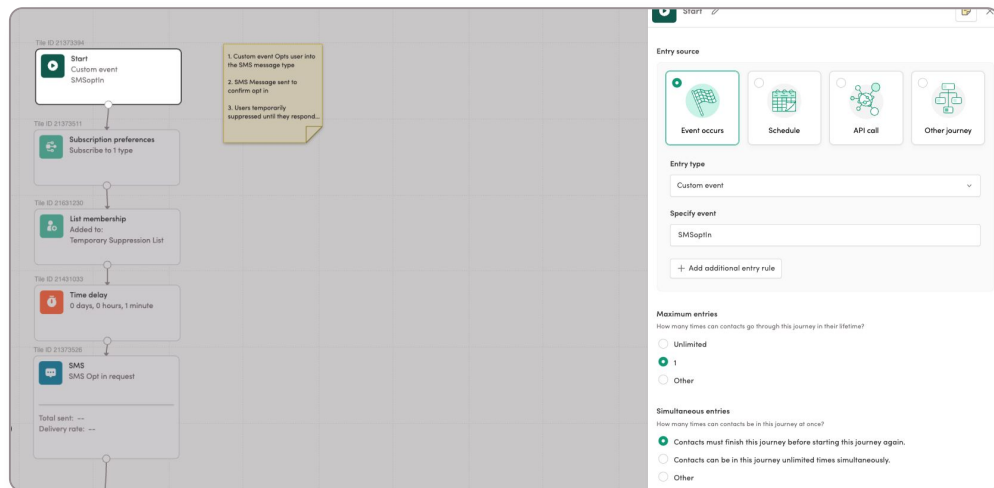 Tile ID 21373394
Start
Custom event
SMSoptIn
Tile ID 21373511
Subscription preferences
Subscribe to 1 type
Tile ID 21631230
List membership
Added to:
Temporary Suppression List
Tile ID 21431033
Time delay
0 days, 0 hours, 1 minute
Tile ID 21373528
SMS
SMS Opt in request
Total sent: --
Delivery rate: --
1. Custom event Opts user into
the SMS message type
2. SMS Message sent to
confirm opt in
3. Users temporarily
suppressed until they respond...
Start
Entry source
Event occurs
Schedule
API call
Other journey
Entry type
Custom event
Specify event
SMSoptIn
+ Add additional entry rule
Maximum entries
How many times can contacts go through this journey in their lifetime?
Unlimited
1
Other
Simultaneous entries
How many times can contacts be in this journey at once?
Contacts must finish this journey before starting this journey again.
Contacts can be in this journey unlimited times simultaneously.
Other